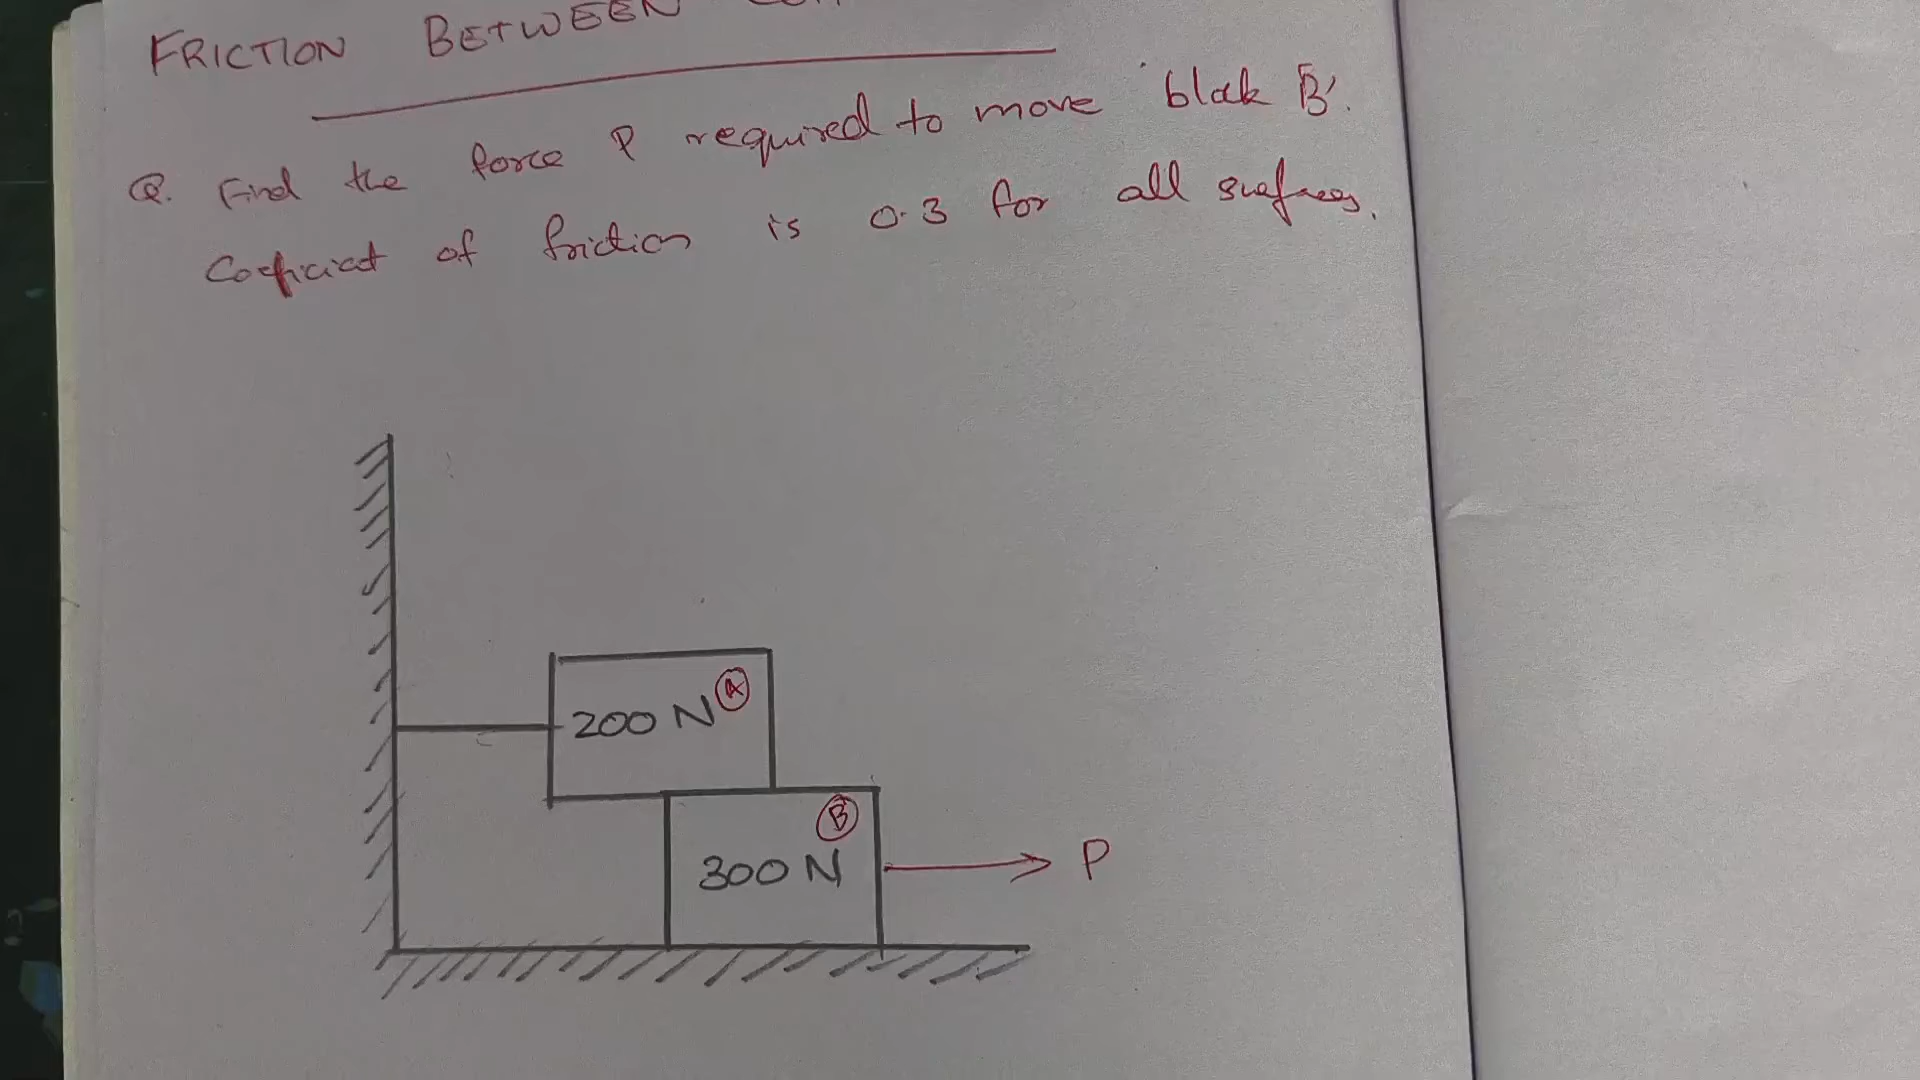 FRICTION BETWEEN
Q. Find the force P required to move block B'.
Coefficient of friction is 0.3 for all surfaces.
200 N A
B
300 N
P